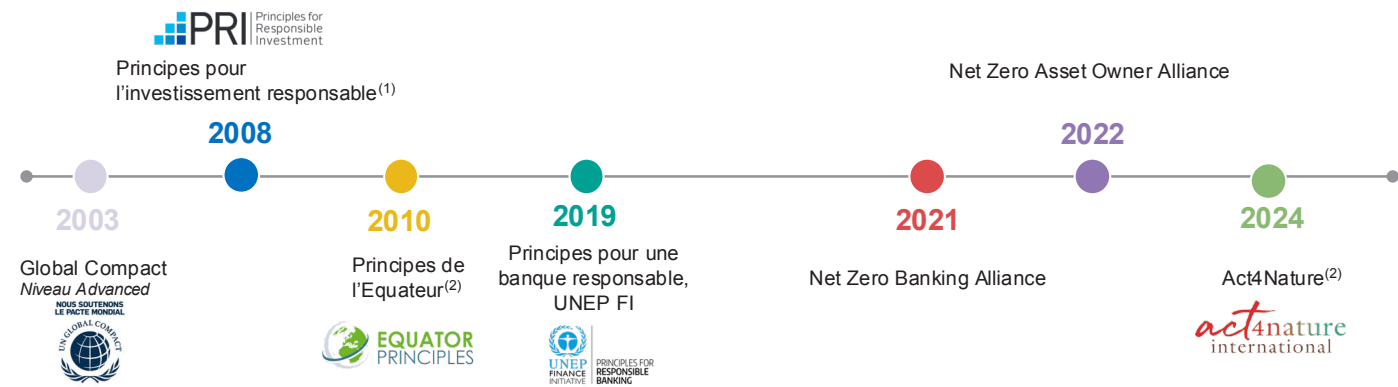 PRI Principles for
Responsible
Investment
Principes pour
l'investissement responsable(1)
2008
Net Zero Asset Owner Alliance
2022
2003
Global Compact
Niveau Advanced
NOUS SOUTENONS
LE PACTE MONDIAL
UN GLOBAL COMPACT
2010
Principes de
l'Equateur(2)
EQUATOR
PRINCIPLES
2019
Principes pour une
banque responsable,
UNEP FI
UNEP
FINANCE
INITIATIVE
PRINCIPLES FOR
RESPONSIBLE
BANKING
2021
Net Zero Banking Alliance
2024
Act4Nature(2)
act4nature
international